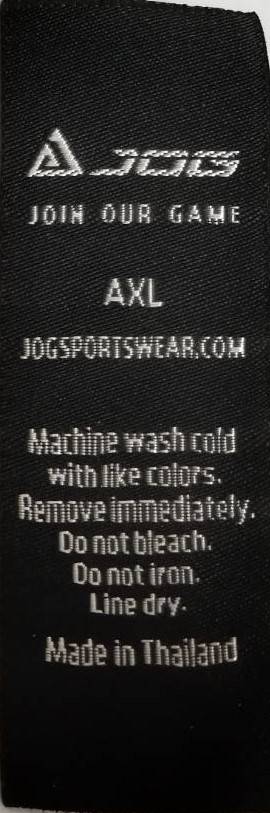 JOG
JOIN OUR GAME
AXL
JOGSPORTSWEAR.COM
Machine wash cold
with like colors.
Remove immediately.
Do not bleach.
Do not iron.
Line dry.
Made in Thailand